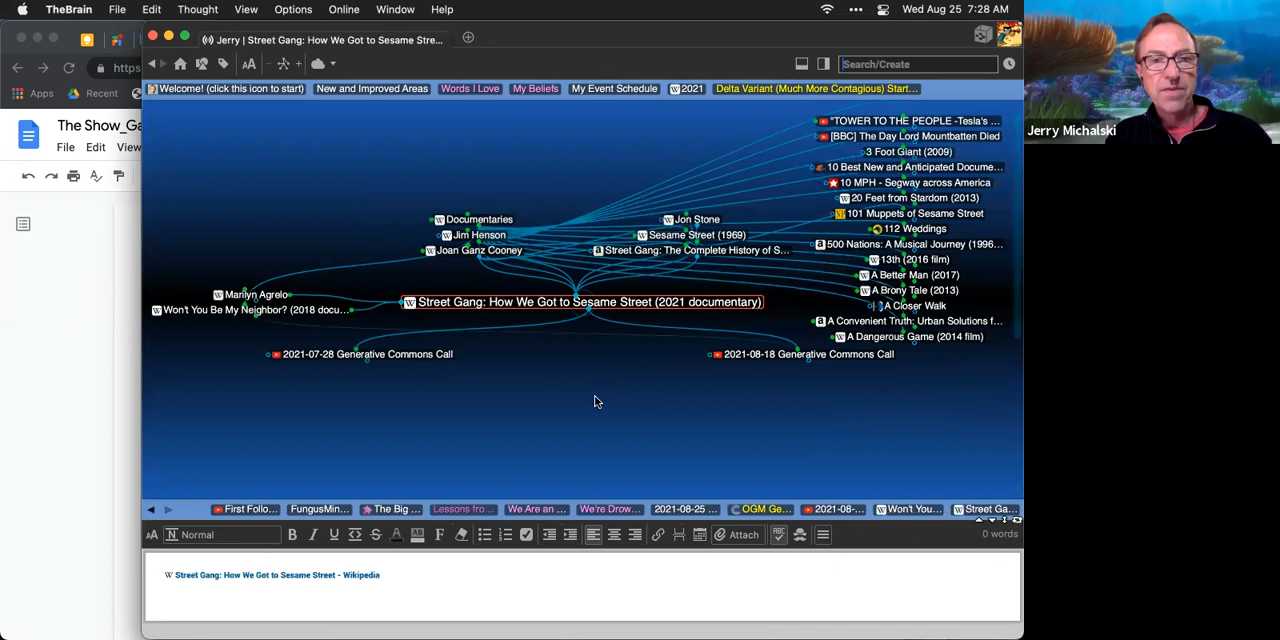 TheBrain File Edit Thought View Options Online Window Help Wed Aug 25 7:28 AM
Jerry | Street Gang: How We Got to Sesame Stre...
https
Search/Create
Apps Recent
Welcome! (click this icon to start) New and Improved Areas Words I Love My Beliefs My Event Schedule 2021 Delta Variant (Much More Contagious) Start...
The Show_Ga
File Edit View
"TOWER TO THE PEOPLE -Tesla's ...
[BBC] The Day Lord Mountbatten Died
Jerry Michalski
3 Foot Giant (2009)
10 Best New and Anticipated Docume...
10 MPH - Segway across America
20 Feet from Stardom (2013)
101 Muppets of Sesame Street
Documentaries
Jon Stone
112 Weddings
Jim Henson
Sesame Street (1969)
500 Nations: A Musical Journey (1996...
Joan Ganz Cooney
Street Gang: The Complete History of S...
13th (2016 film)
A Better Man (2017)
A Brony Tale (2013)
Marilyn Agrelo
Street Gang: How We Got to Sesame Street (2021 documentary)
A Closer Walk
Won't You Be My Neighbor? (2018 docu...
A Convenient Truth: Urban Solutions f...
A Dangerous Game (2014 film)
2021-07-28 Generative Commons Call
2021-08-18 Generative Commons Call
First Follo... FungusMin... The Big ... Lessons fro... We Are an ... We're Drow... 2021-08-25 ... OGM Ge... 2021-08-... Won't You... Street Ga...
Normal Attach 0 words
Street Gang: How We Got to Sesame Street - Wikipedia